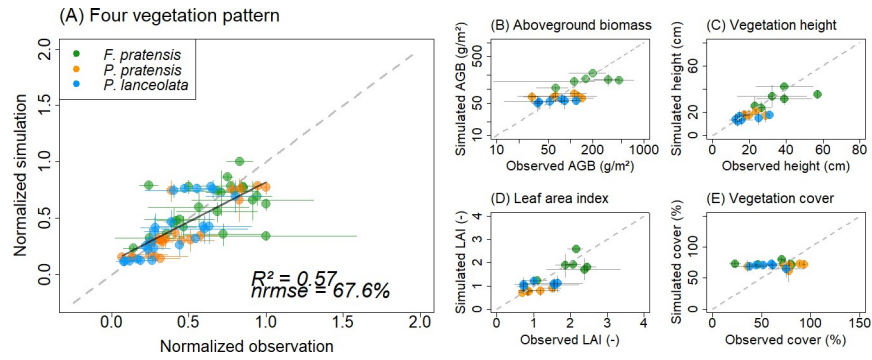 (A) Four vegetation pattern
F. pratensis
P. pratensis
P. lanceolata
2.0
1.5
1.0
0.5
0.0
Normalized simulation
R² = 0.57
nrmse = 67.6%
0.0 0.5 1.0 1.5 2.0
Normalized observation
(B) Aboveground biomass
Simulated AGB (g/m²)
500
50
10
10 50 200 1000
Observed AGB (g/m²)
(C) Vegetation height
Simulated height (cm)
80
60
40
20
0
0 20 40 60 80
Observed height (cm)
(D) Leaf area index
Simulated LAI (-)
4
3
2
1
0
0 1 2 3 4
Observed LAI (-)
(E) Vegetation cover
Simulated cover (%)
150
100
50
0
0 50 100 150
Observed cover (%)